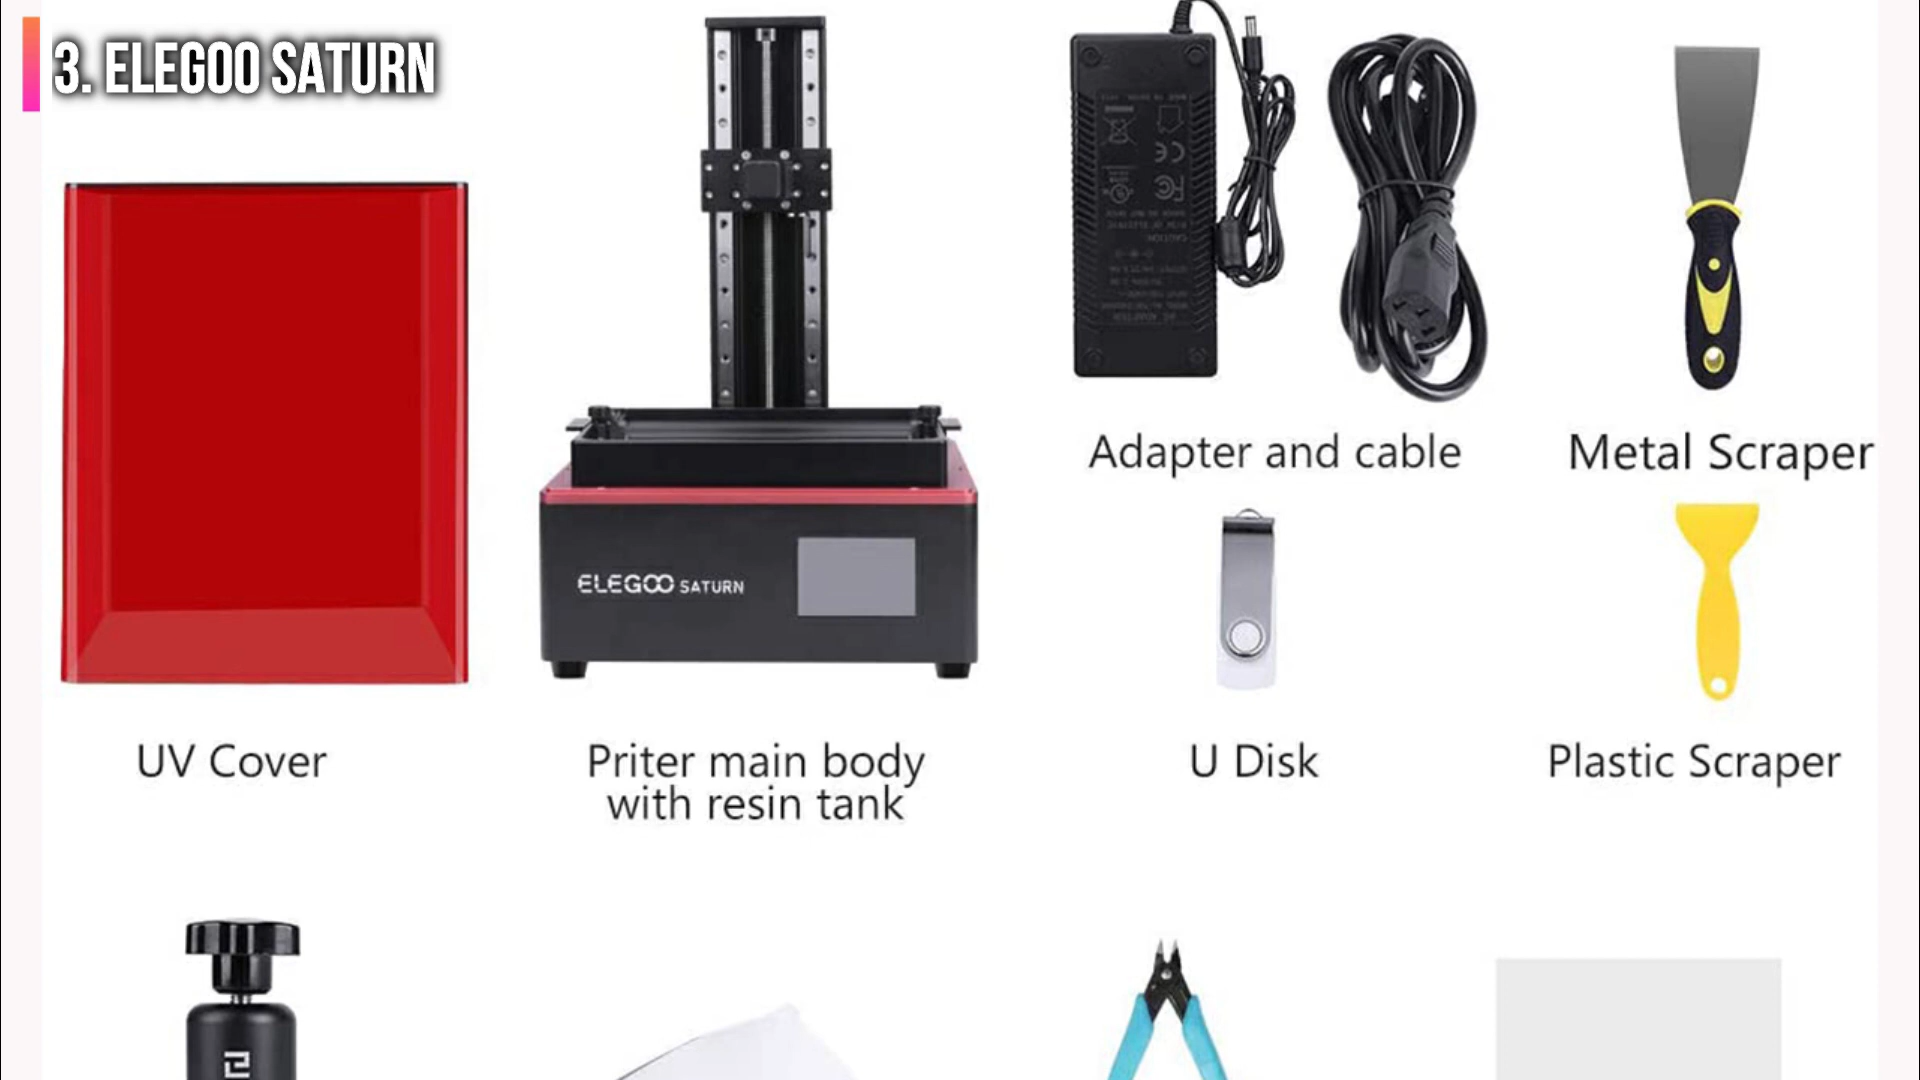 3. ELEGOO SATURN
ELEGOO SATURN
Adapter and cable
Metal Scraper
UV Cover
Priter main body
with resin tank
U Disk
Plastic Scraper